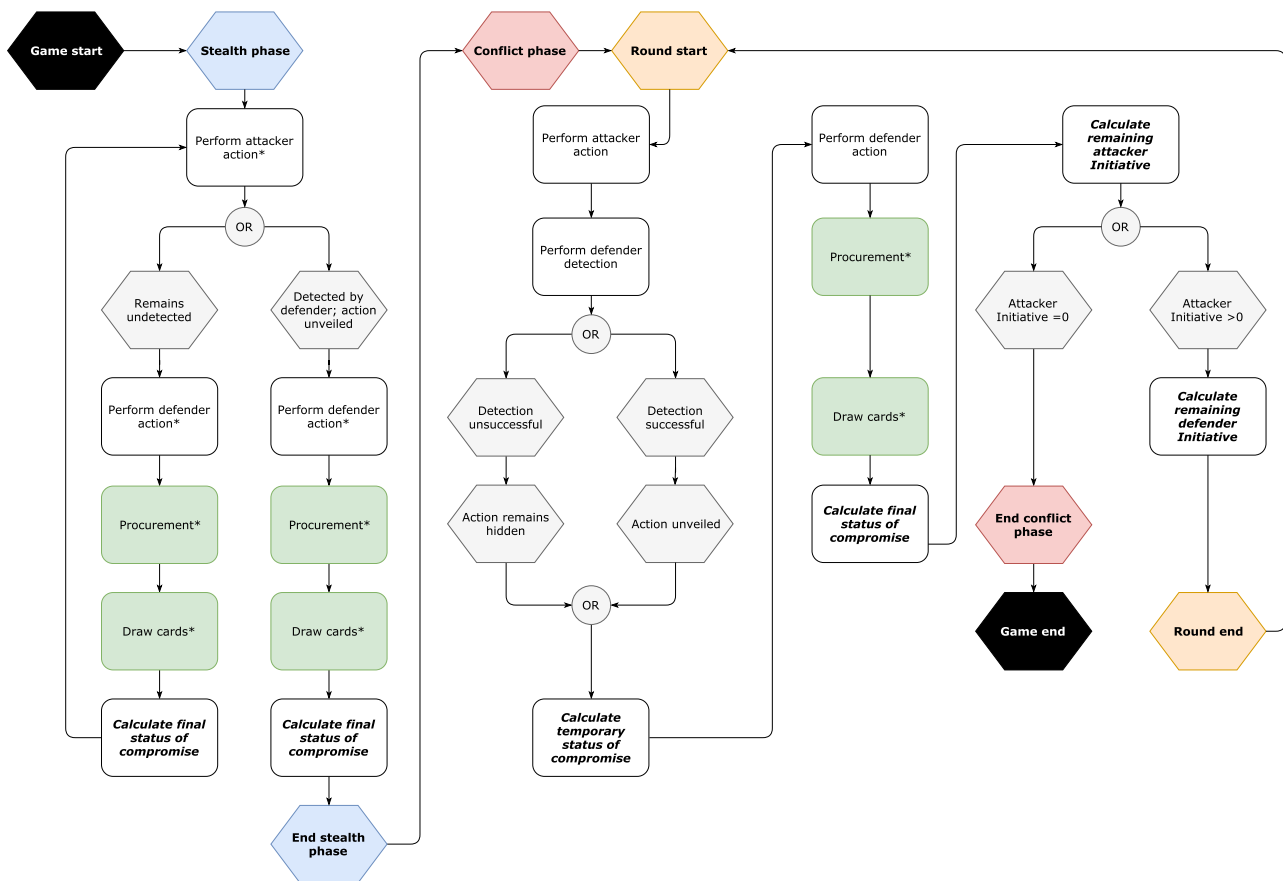 Game start
Stealth phase
Perform attacker
action*
OR
Remains
undetected
Detected by
defender; action
unveiled
Perform defender
action*
Perform defender
action*
Procurement*
Procurement*
Draw cards*
Draw cards*
Calculate final
status of
compromise
Calculate final
status of
compromise
End stealth
phase
Conflict phase
Round start
Perform attacker
action
Perform defender
detection
OR
Detection
unsuccessful
Detection
successful
Action remains
hidden
Action unveiled
OR
Calculate
temporary
status of
compromise
Perform defender
action
Procurement*
Draw cards*
Calculate final
status of
compromise
Calculate
remaining
attacker
Initiative
OR
Attacker
Initiative =0
Attacker
Initiative >0
Calculate
remaining
defender
Initiative
End conflict
phase
Game end
Round end